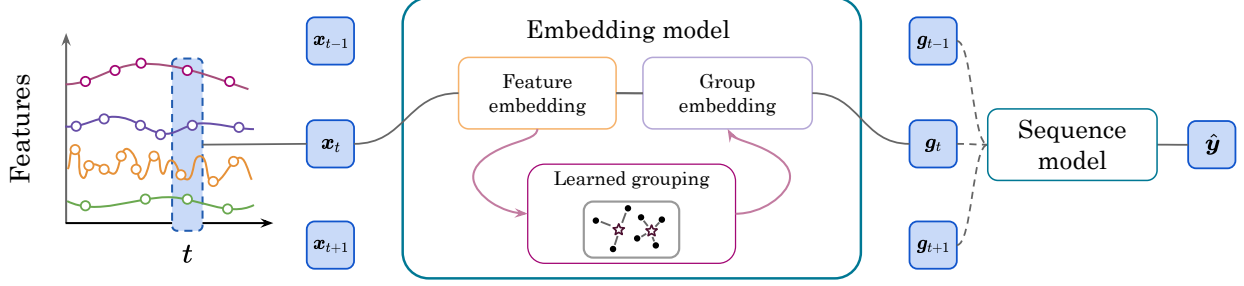 Features
t
x_{t−1}
x_t
x_{t+1}
Embedding model
Feature
embedding
Group
embedding
Learned grouping
g_{t−1}
g_t
g_{t+1}
Sequence
model
ŷ